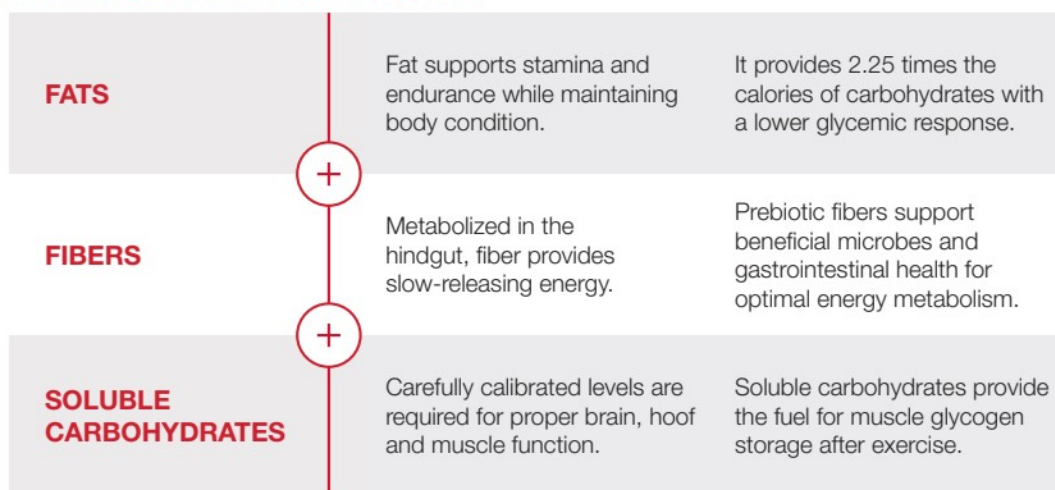 FATS
Fat supports stamina and
endurance while maintaining
body condition.
It provides 2.25 times the
calories of carbohydrates with
a lower glycemic response.
+
FIBERS
Metabolized in the
hindgut, fiber provides
slow-releasing energy.
Prebiotic fibers support
beneficial microbes and
gastrointestinal health for
optimal energy metabolism.
+
SOLUBLE
CARBOHYDRATES
Carefully calibrated levels are
required for proper brain, hoof
and muscle function.
Soluble carbohydrates provide
the fuel for muscle glycogen
storage after exercise.